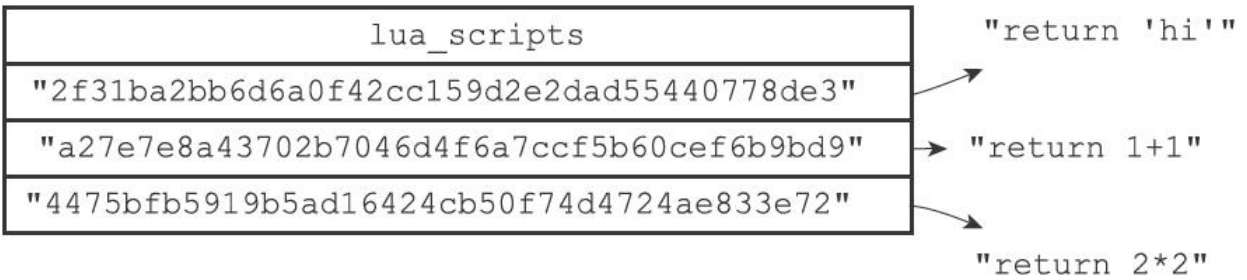 lua_scripts
"return 'hi'"
"2f31ba2bb6d6a0f42cc159d2e2dad55440778de3"
"a27e7e8a43702b7046d4f6a7ccf5b60cef6b9bd9"
"return 1+1"
"4475bfb5919b5ad16424cb50f74d4724ae833e72"
"return 2*2"